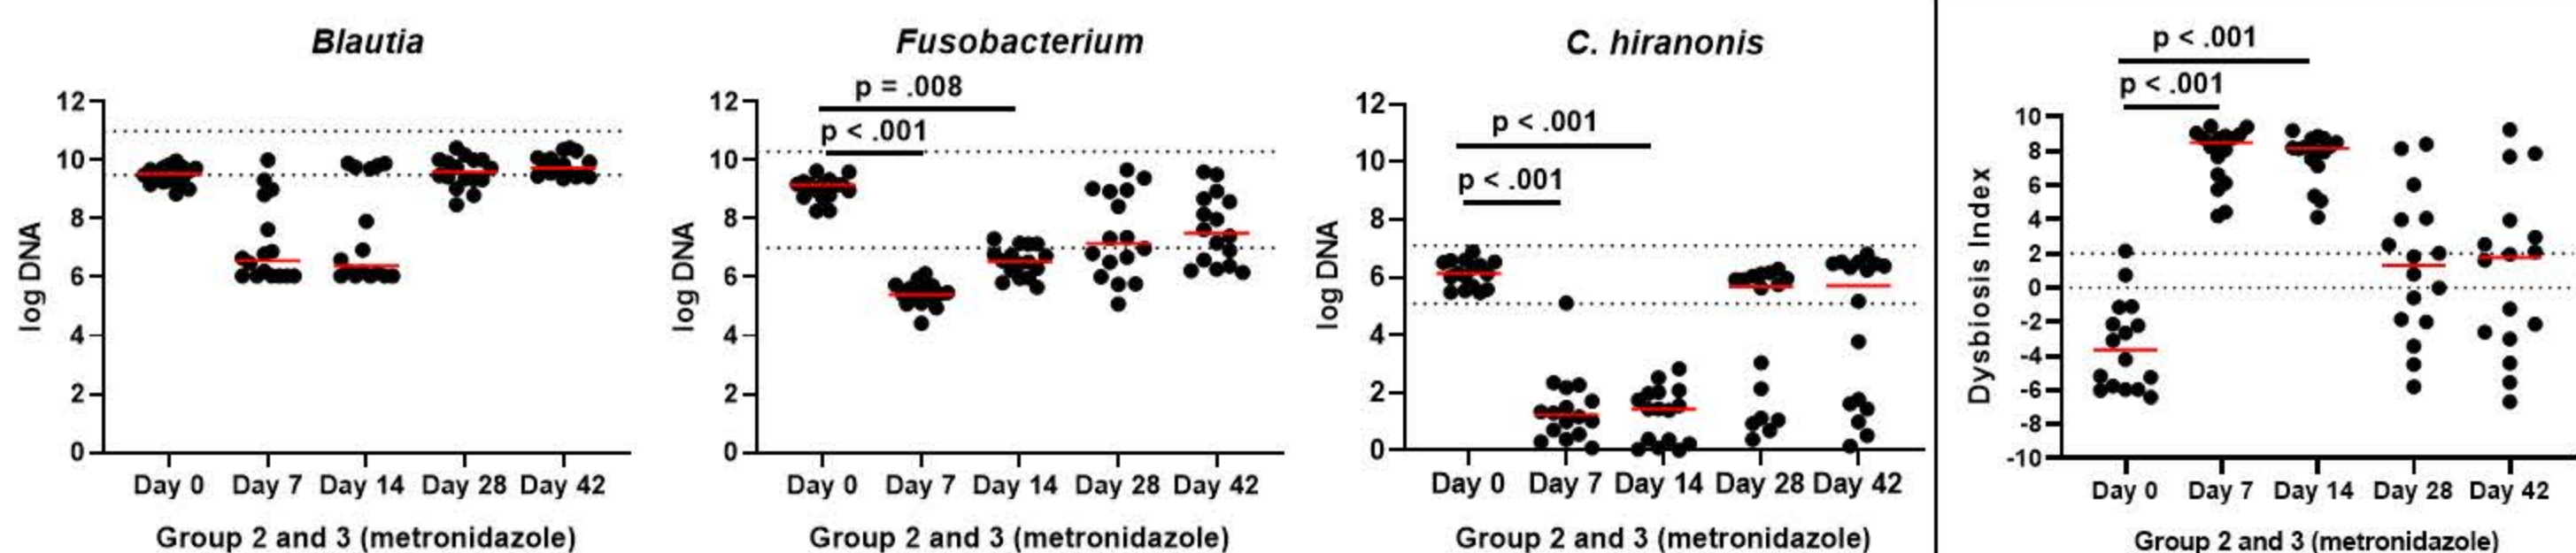 Blautia
12
10
8
6
4
2
0
log DNA
Day 0 Day 7 Day 14 Day 28 Day 42
Group 2 and 3 (metronidazole)
Fusobacterium
p = .008
p < .001
12
10
8
6
4
2
0
log DNA
Day 0 Day 7 Day 14 Day 28 Day 42
Group 2 and 3 (metronidazole)
C. hiranonis
p < .001
p < .001
12
10
8
6
4
2
0
log DNA
Day 0 Day 7 Day 14 Day 28 Day 42
Group 2 and 3 (metronidazole)
p < .001
p < .001
10
8
6
4
2
0
-2
-4
-6
-8
-10
Dysbiosis Index
Day 0 Day 7 Day 14 Day 28 Day 42
Group 2 and 3 (metronidazole)